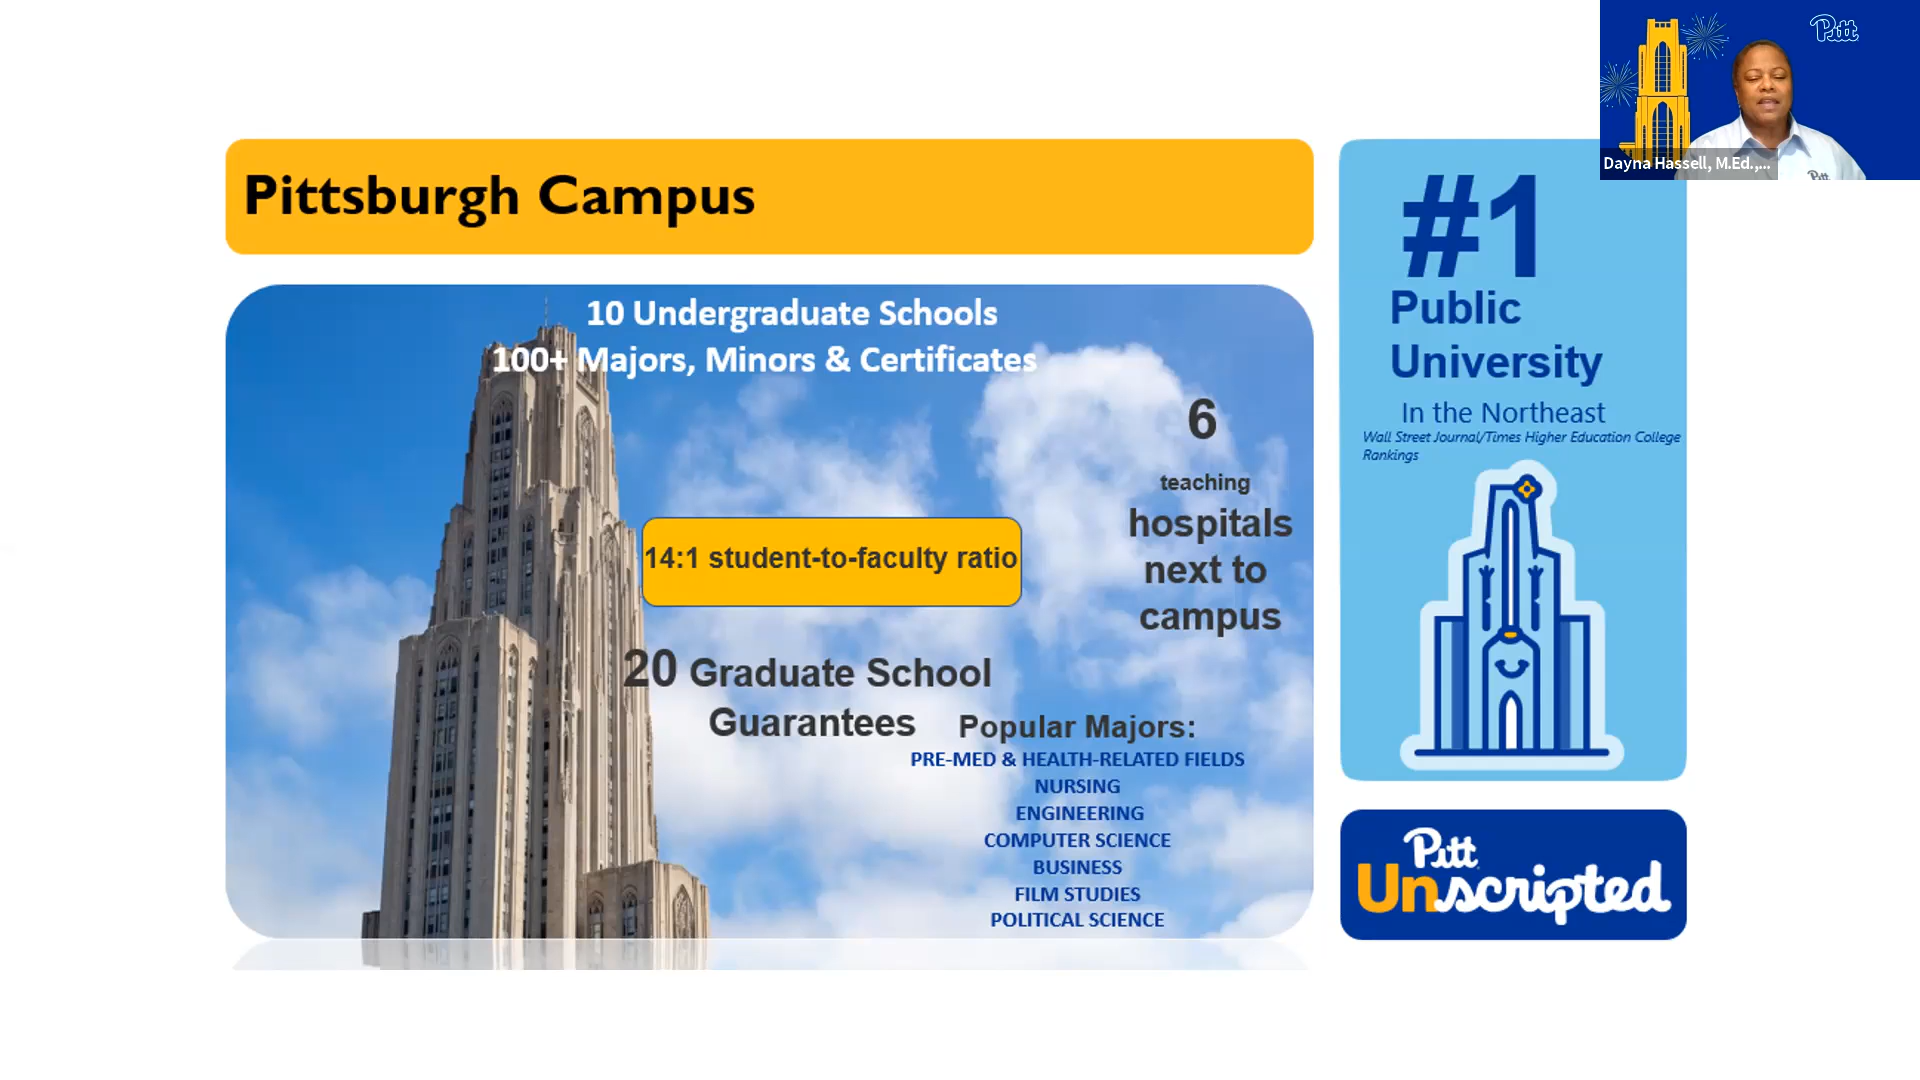 Pitt
Dayna Hassell, M.Ed.,...
Pitt
Pittsburgh Campus
10 Undergraduate Schools
100+ Majors, Minors & Certificates
6
teaching
hospitals
next to
campus
14:1 student-to-faculty ratio
20 Graduate School
Guarantees
Popular Majors:
PRE-MED & HEALTH-RELATED FIELDS
NURSING
ENGINEERING
COMPUTER SCIENCE
BUSINESS
FILM STUDIES
POLITICAL SCIENCE
#1
Public
University
In the Northeast
Wall Street Journal/Times Higher Education College
Rankings
Pitt
Unscripted